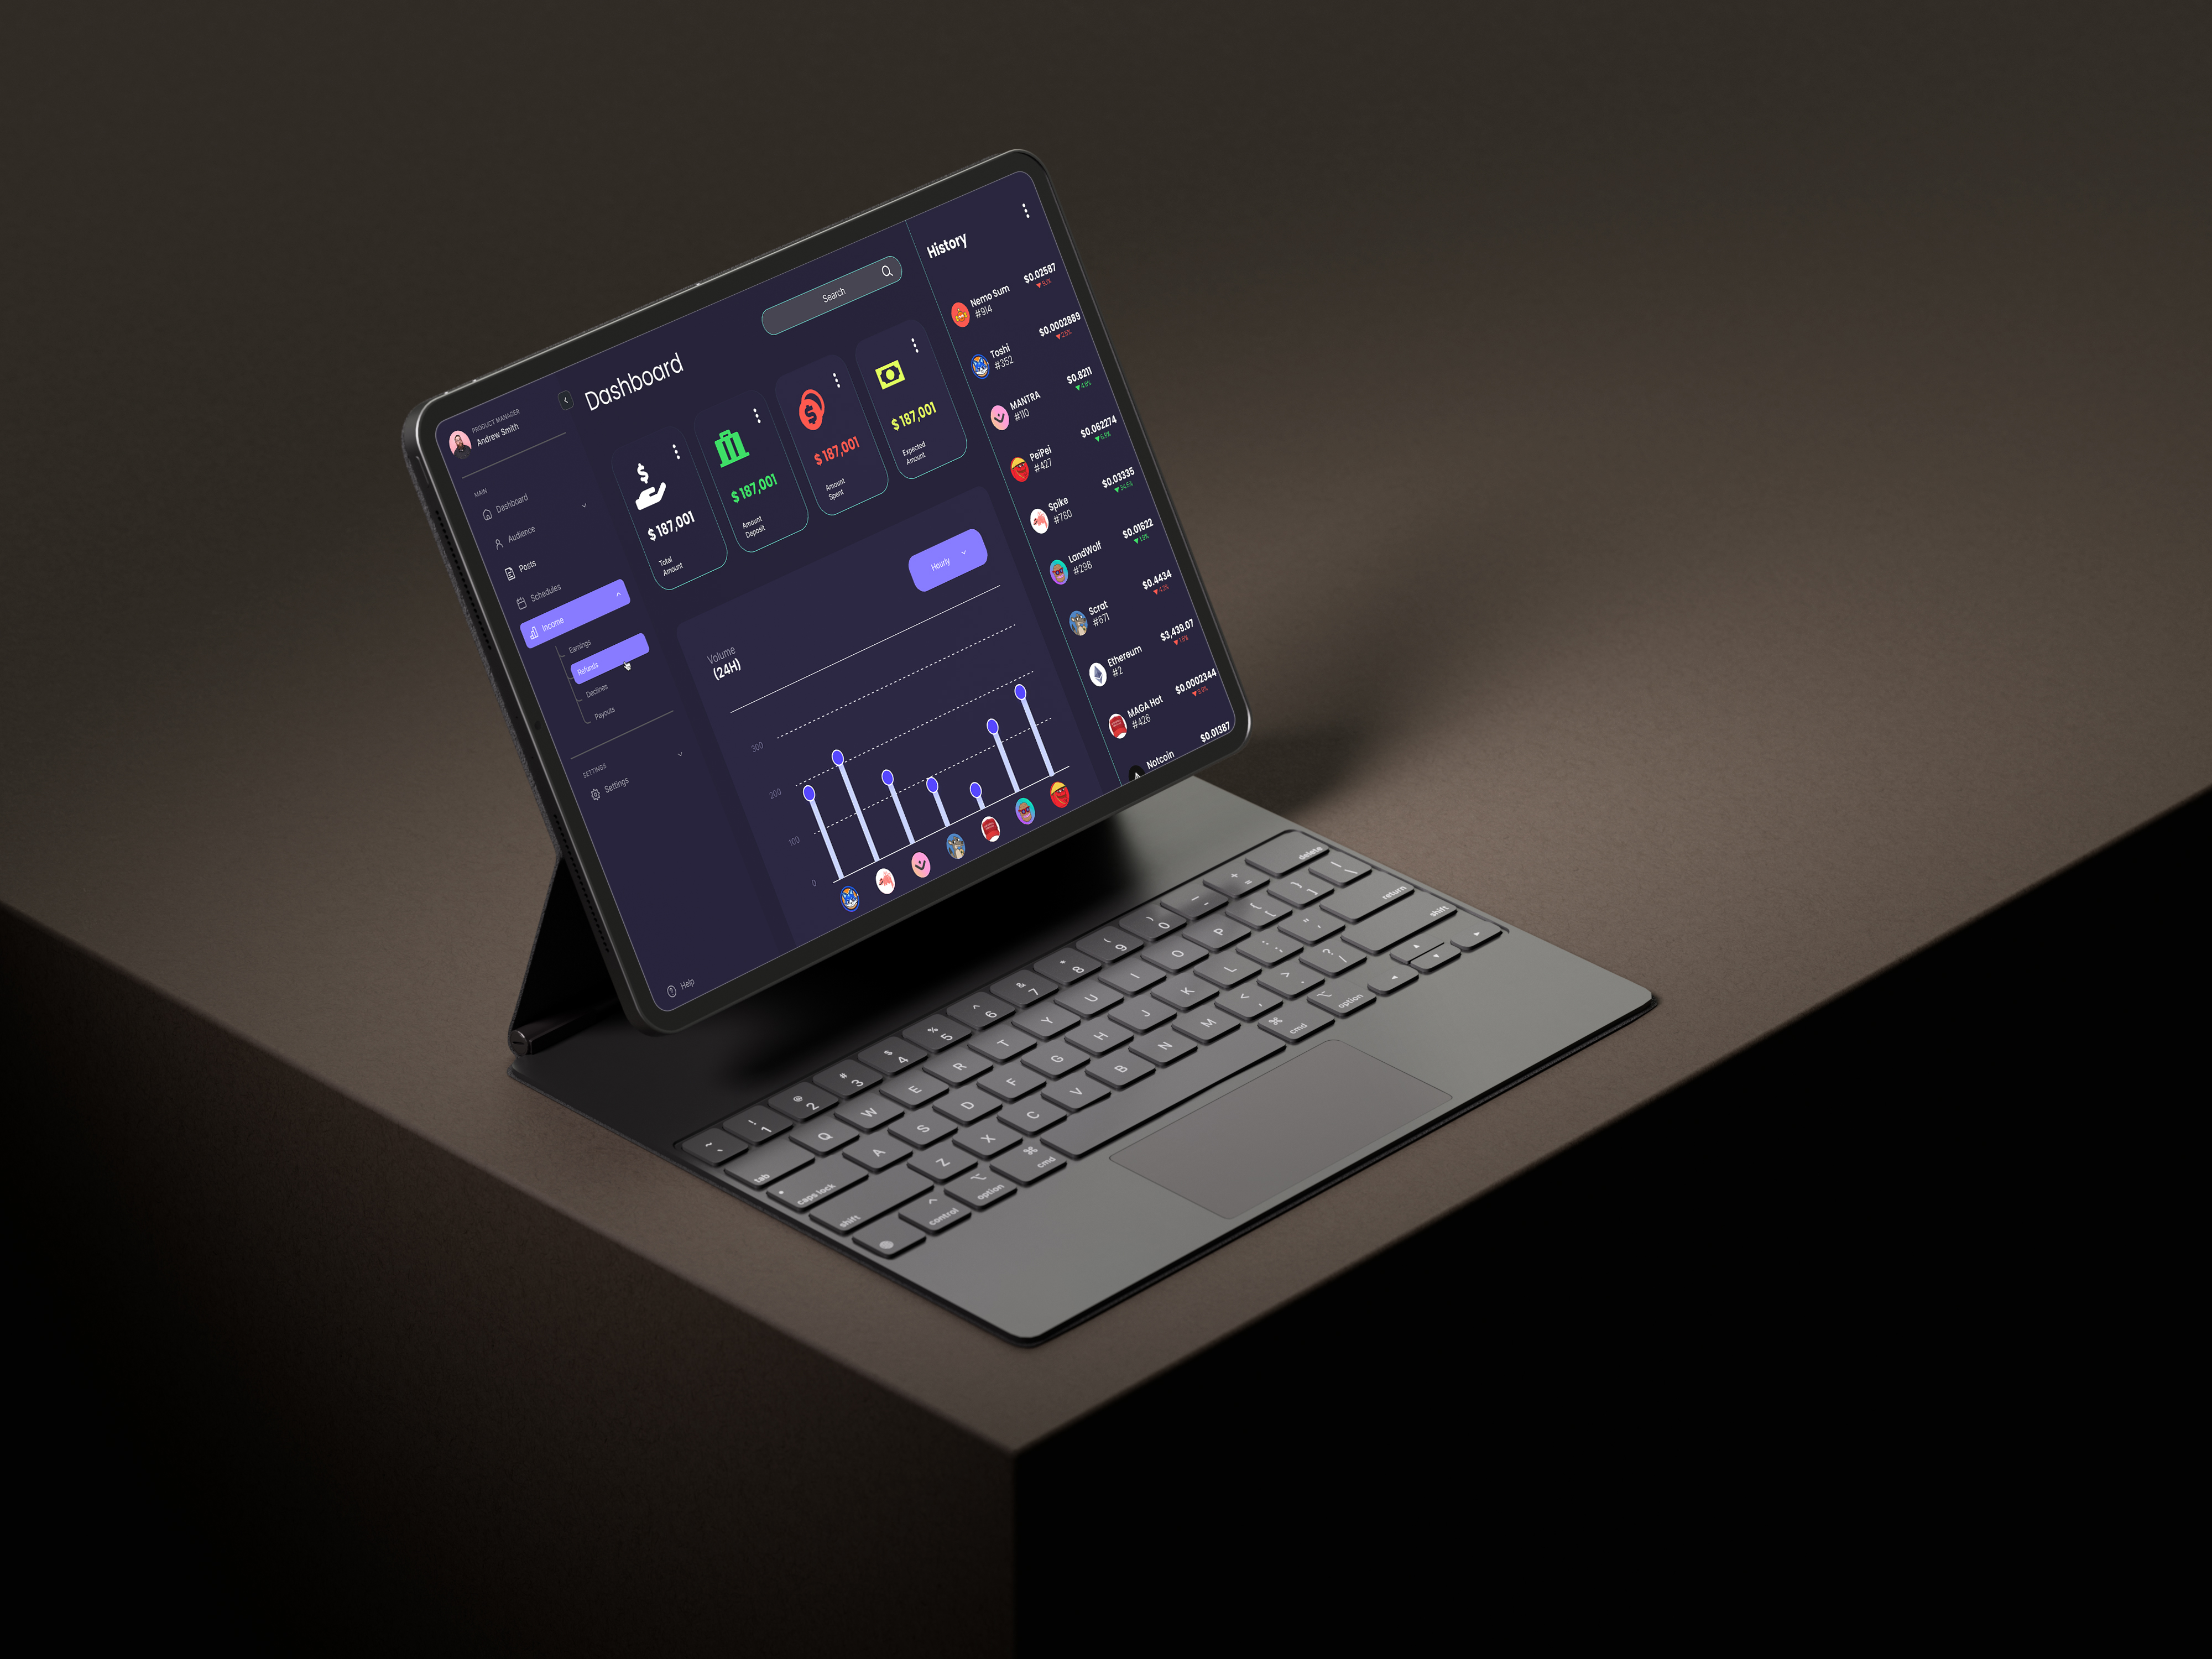 PRODUCT MANAGER
Andrew Smith
MAIN
Dashboard
Audience
Posts
Schedules
Income
Earnings
Refunds
Declines
Payouts
SETTINGS
Settings
Help
Dashboard
Search
$ 187,001
Total
Amount
$ 187,001
Amount
Deposit
$ 187,001
Amount
Spent
$ 187,001
Expected
Amount
Volume
(24H)
Hourly
300
200
100
0
History
Nemo Sum
#914
$0.02587
Toshi
#352
$0.0002889
MANTRA
#110
$0.8211
PeiPei
#427
$0.062274
Spike
#780
$0.03335
LandWolf
#298
$0.01622
Scrat
#671
$0.4434
Ethereum
#2
$3,439.07
MAGA Hat
#426
$0.0002344
Notcoin
$0.01387
~ ` ! 1 @ 2 # 3 $ 4 % 5 ^ 6 & 7 * 8 ( 9 ) 0 _ - + = delete
tab Q W E R T Y U I O P { [ } ] | \
caps lock A S D F G H J K L : ; " ' return
shift Z X C V B N M < , > . ? / shift
control option cmd cmd option